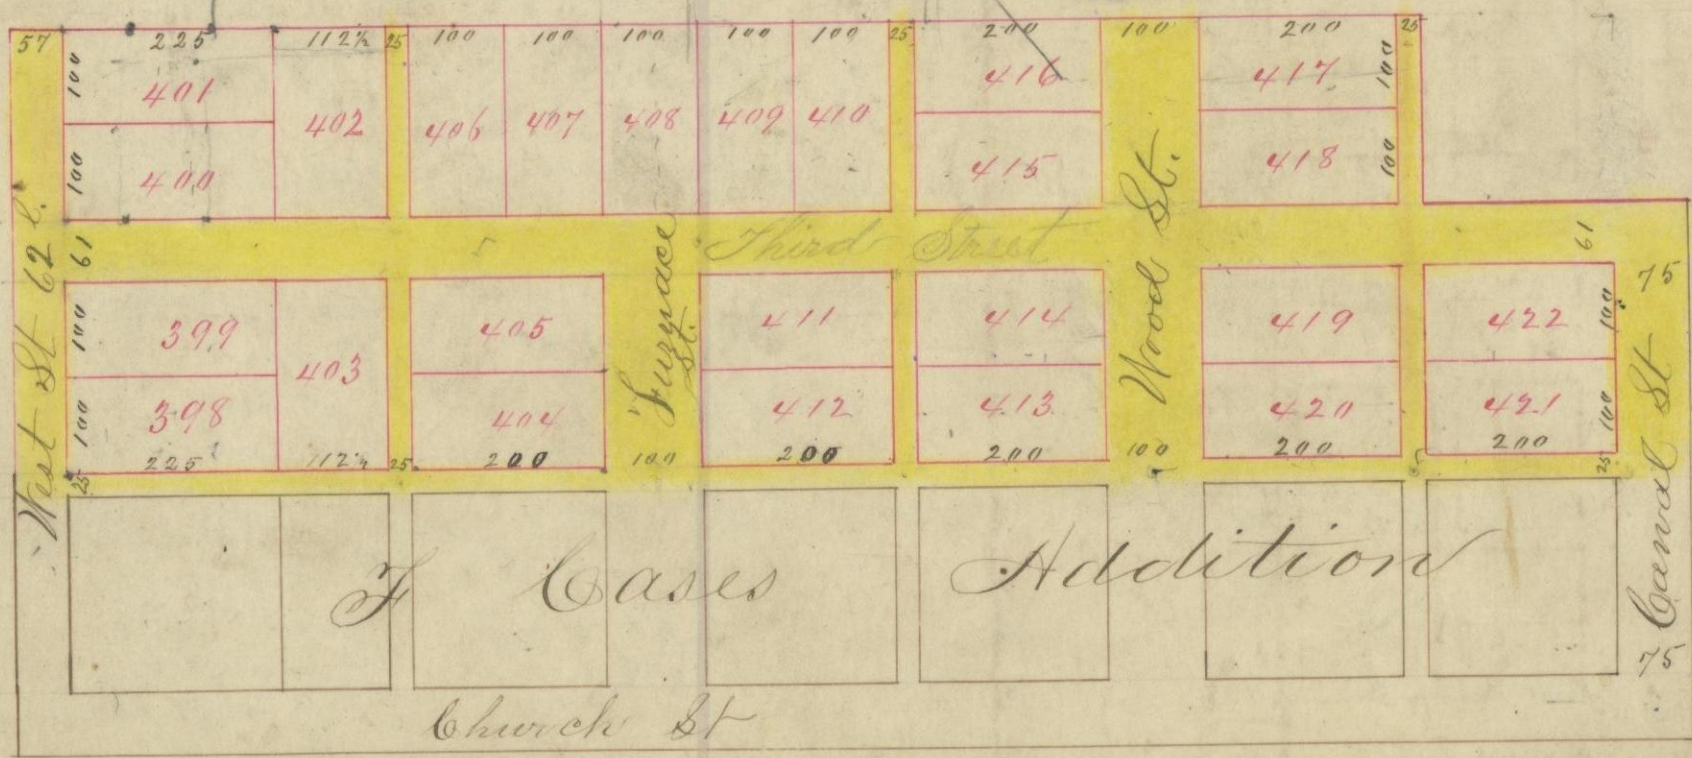 57 225 112½ 25 100 100 100 100 100 25 200 100 200 25
100 401 402 406 407 408 409 410 416 417 100
100 400 415 418 100
West St 62 l.
61 Third Street 61
Furnace St.
Wood St.
75 Canal St 75
100 399 403 405 411 414 419 422 100
100 398 404 412 413 420 421 100
225 112½ 25 200 100 200 200 100 200 200
25 25
F Cases Addition
Church St